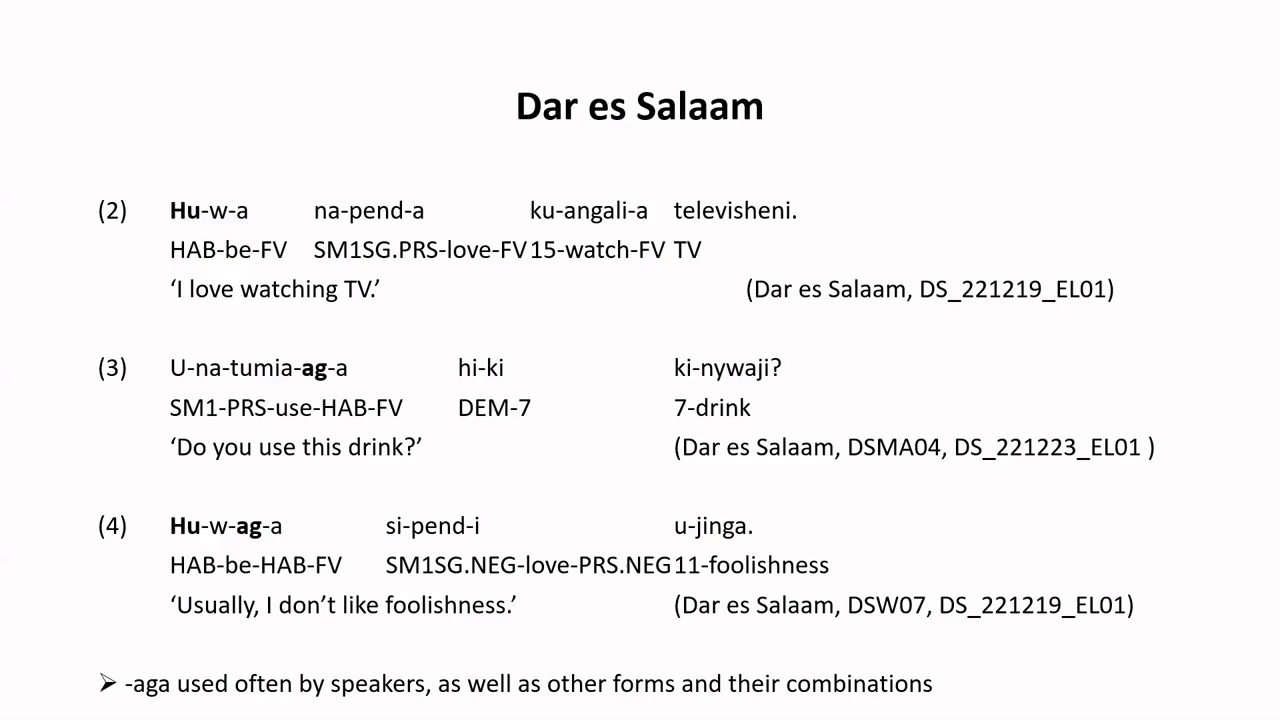 Dar es Salaam
(2) Hu-w-a na-pend-a ku-angali-a televisheni.
HAB-be-FV SM1SG.PRS-love-FV 15-watch-FV TV
‘I love watching TV.’ (Dar es Salaam, DS_221219_EL01)
(3) U-na-tumia-ag-a hi-ki ki-nywaji?
SM1-PRS-use-HAB-FV DEM-7 7-drink
‘Do you use this drink?’ (Dar es Salaam, DSMA04, DS_221223_EL01 )
(4) Hu-w-ag-a si-pend-i u-jinga.
HAB-be-HAB-FV SM1SG.NEG-love-PRS.NEG 11-foolishness
‘Usually, I don’t like foolishness.’ (Dar es Salaam, DSW07, DS_221219_EL01)
➢ -aga used often by speakers, as well as other forms and their combinations